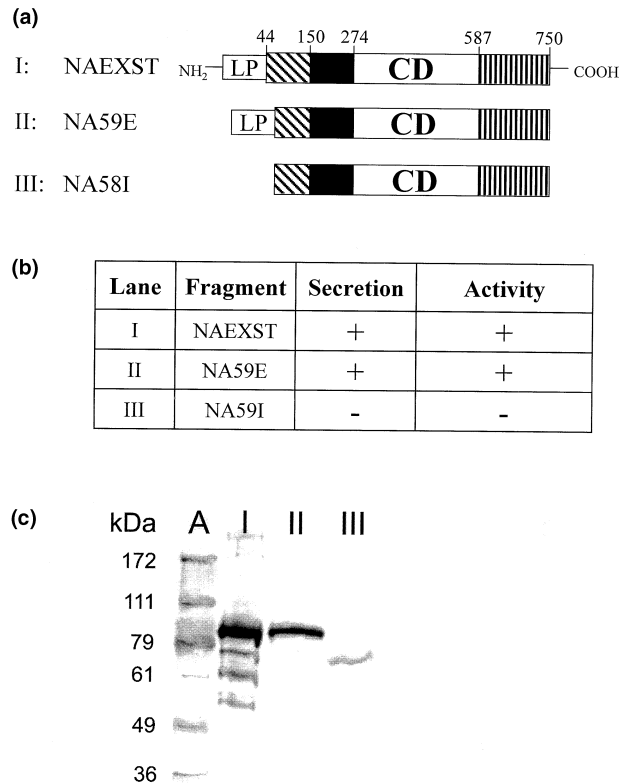 (a)
44 150 274 587 750
I: NAEXST NH2 LP CD COOH
II: NA59E LP CD
III: NA58I CD
(b)
Lane Fragment Secretion Activity
I NAEXST + +
II NA59E + +
III NA59I - -
(c)
kDa A I II III
172
111
79
61
49
36